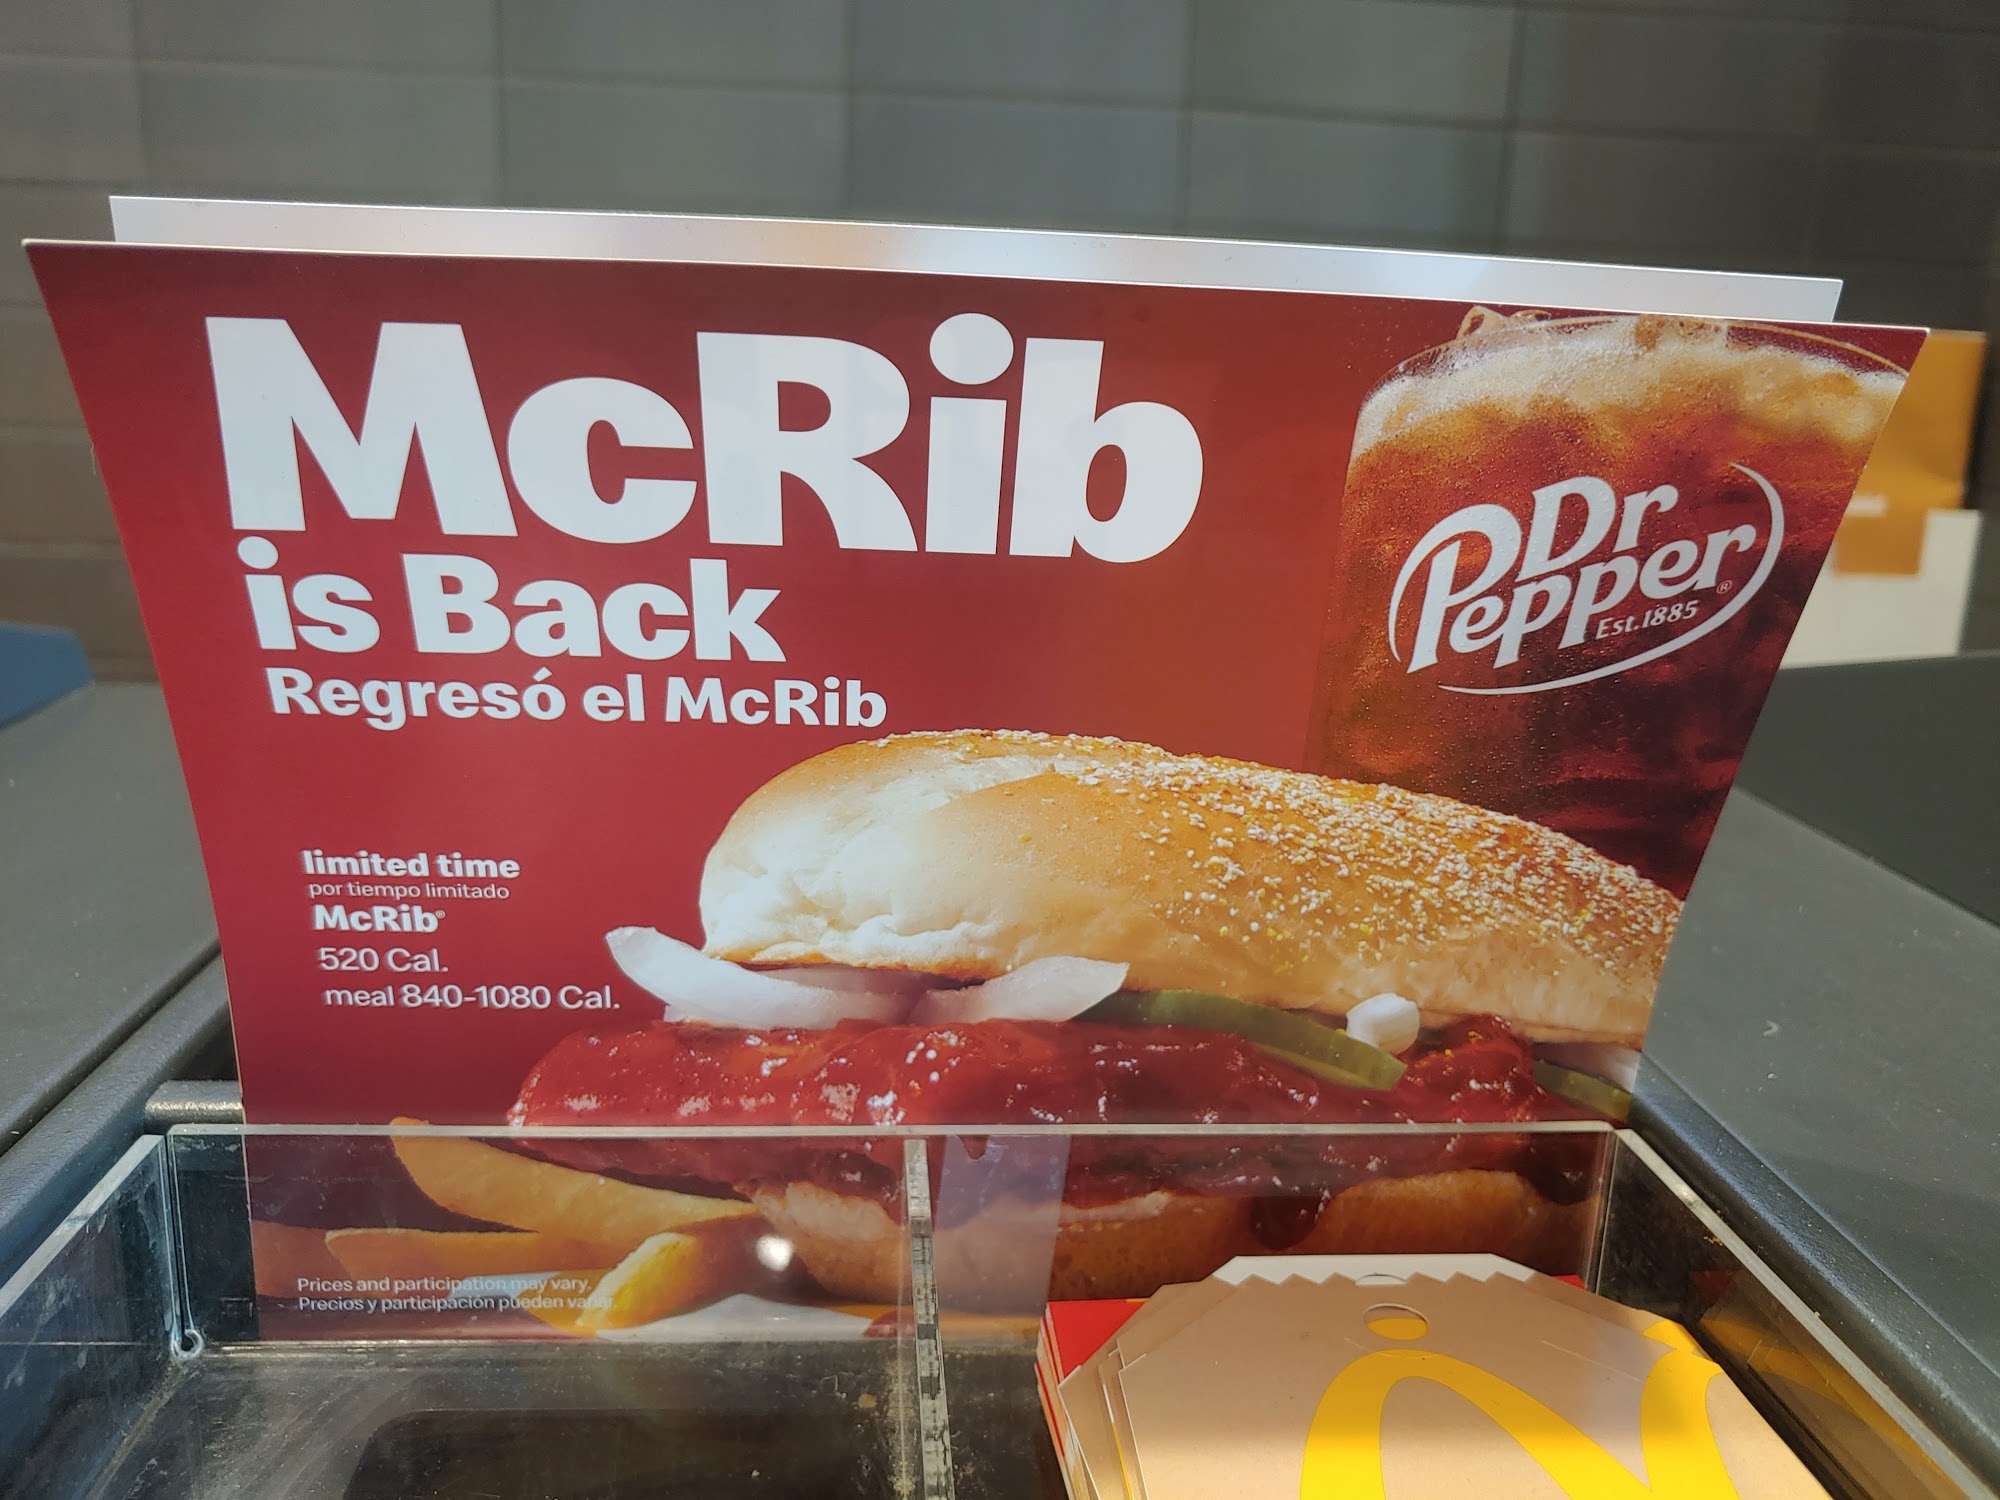 McRib
is Back
Regresó el McRib
Dr
Pepper®
Est. 1885
limited time
por tiempo limitado
McRib®
520 Cal.
meal 840-1080 Cal.
Prices and participation may vary.
Precios y participación pueden variar.